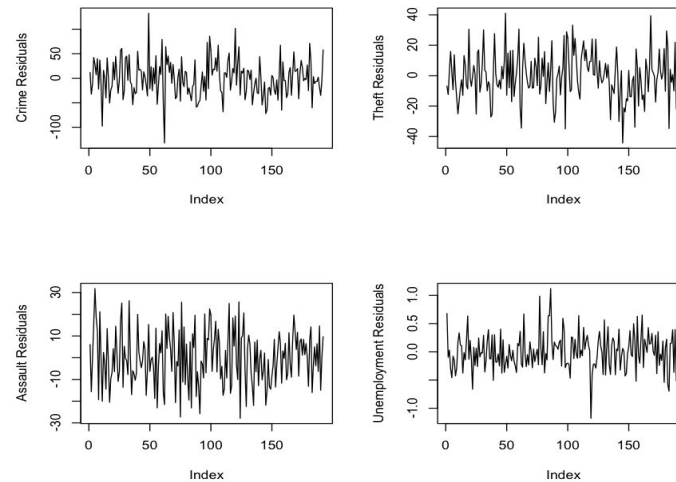 Crime Residuals
50
0
-100
0 50 100 150
Index
Theft Residuals
40
20
0
-20
-40
0 50 100 150
Index
Assault Residuals
30
10
-10
-30
0 50 100 150
Index
Unemployment Residuals
1.0
0.0
-1.0
0 50 100 150
Index